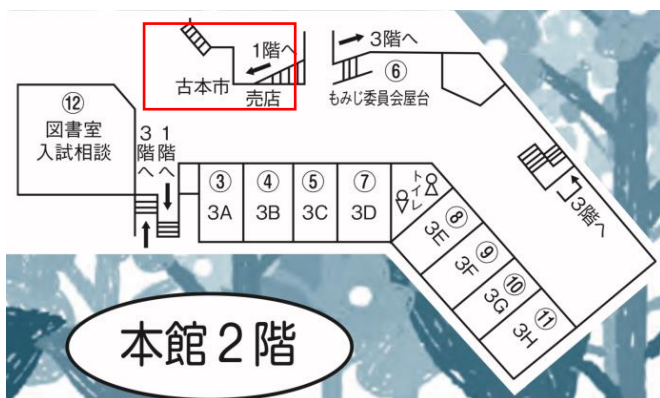 1階へ
3階へ
古本市
売店
⑥
もみじ委員会屋台
⑫
図書室
入試相談
3階へ
1階へ
③
3A
④
3B
⑤
3C
⑦
3D
トイレ
⑧
3E
⑨
3F
⑩
3G
⑪
3H
3階へ
本館2階